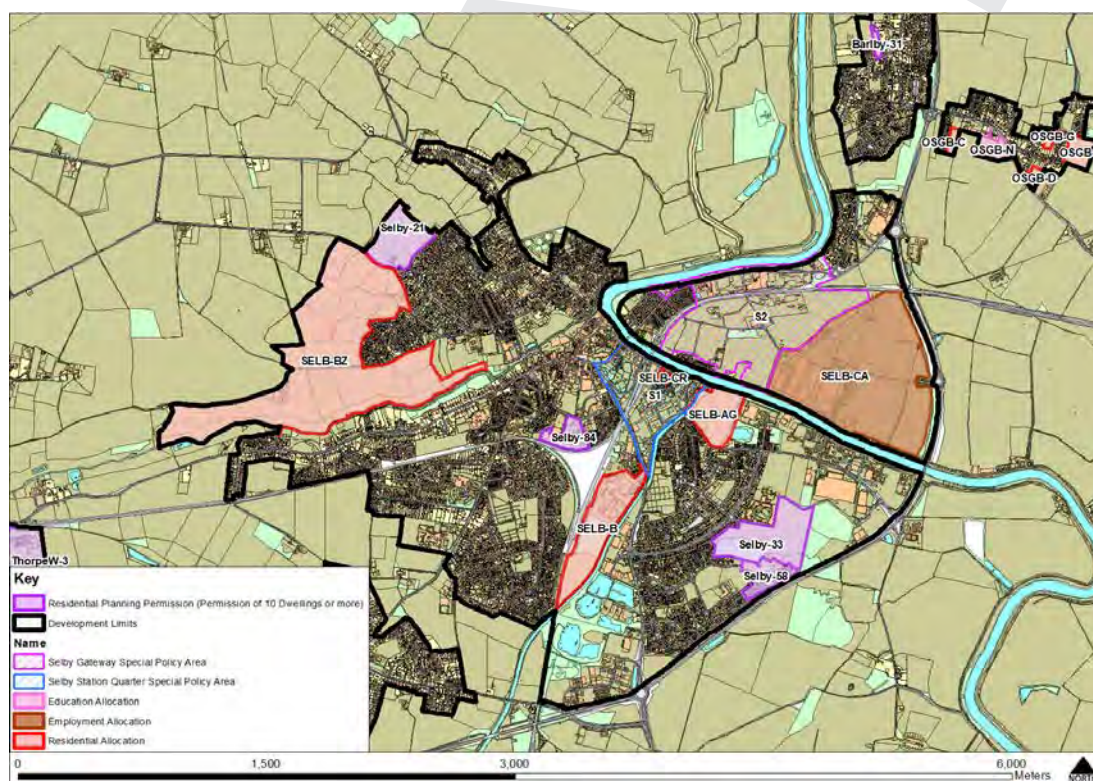 Barlby-31
OSGB-C
OSGB-N
OSGB-G
OSGB-
OSGB-D
Selby-21
S2
SELB-BZ
SELB-CR
S1
SELB-CA
SELB-AG
Selby-84
SELB-B
Selby-33
Selby-58
ThorpeW-3
Key
Residential Planning Permission (Permission of 10 Dwellings or more)
Development Limits
Name
Selby Gateway Special Policy Area
Selby Station Quarter Special Policy Area
Education Allocation
Employment Allocation
Residential Allocation
0 1,500 3,000 6,000
Meters
NORTH